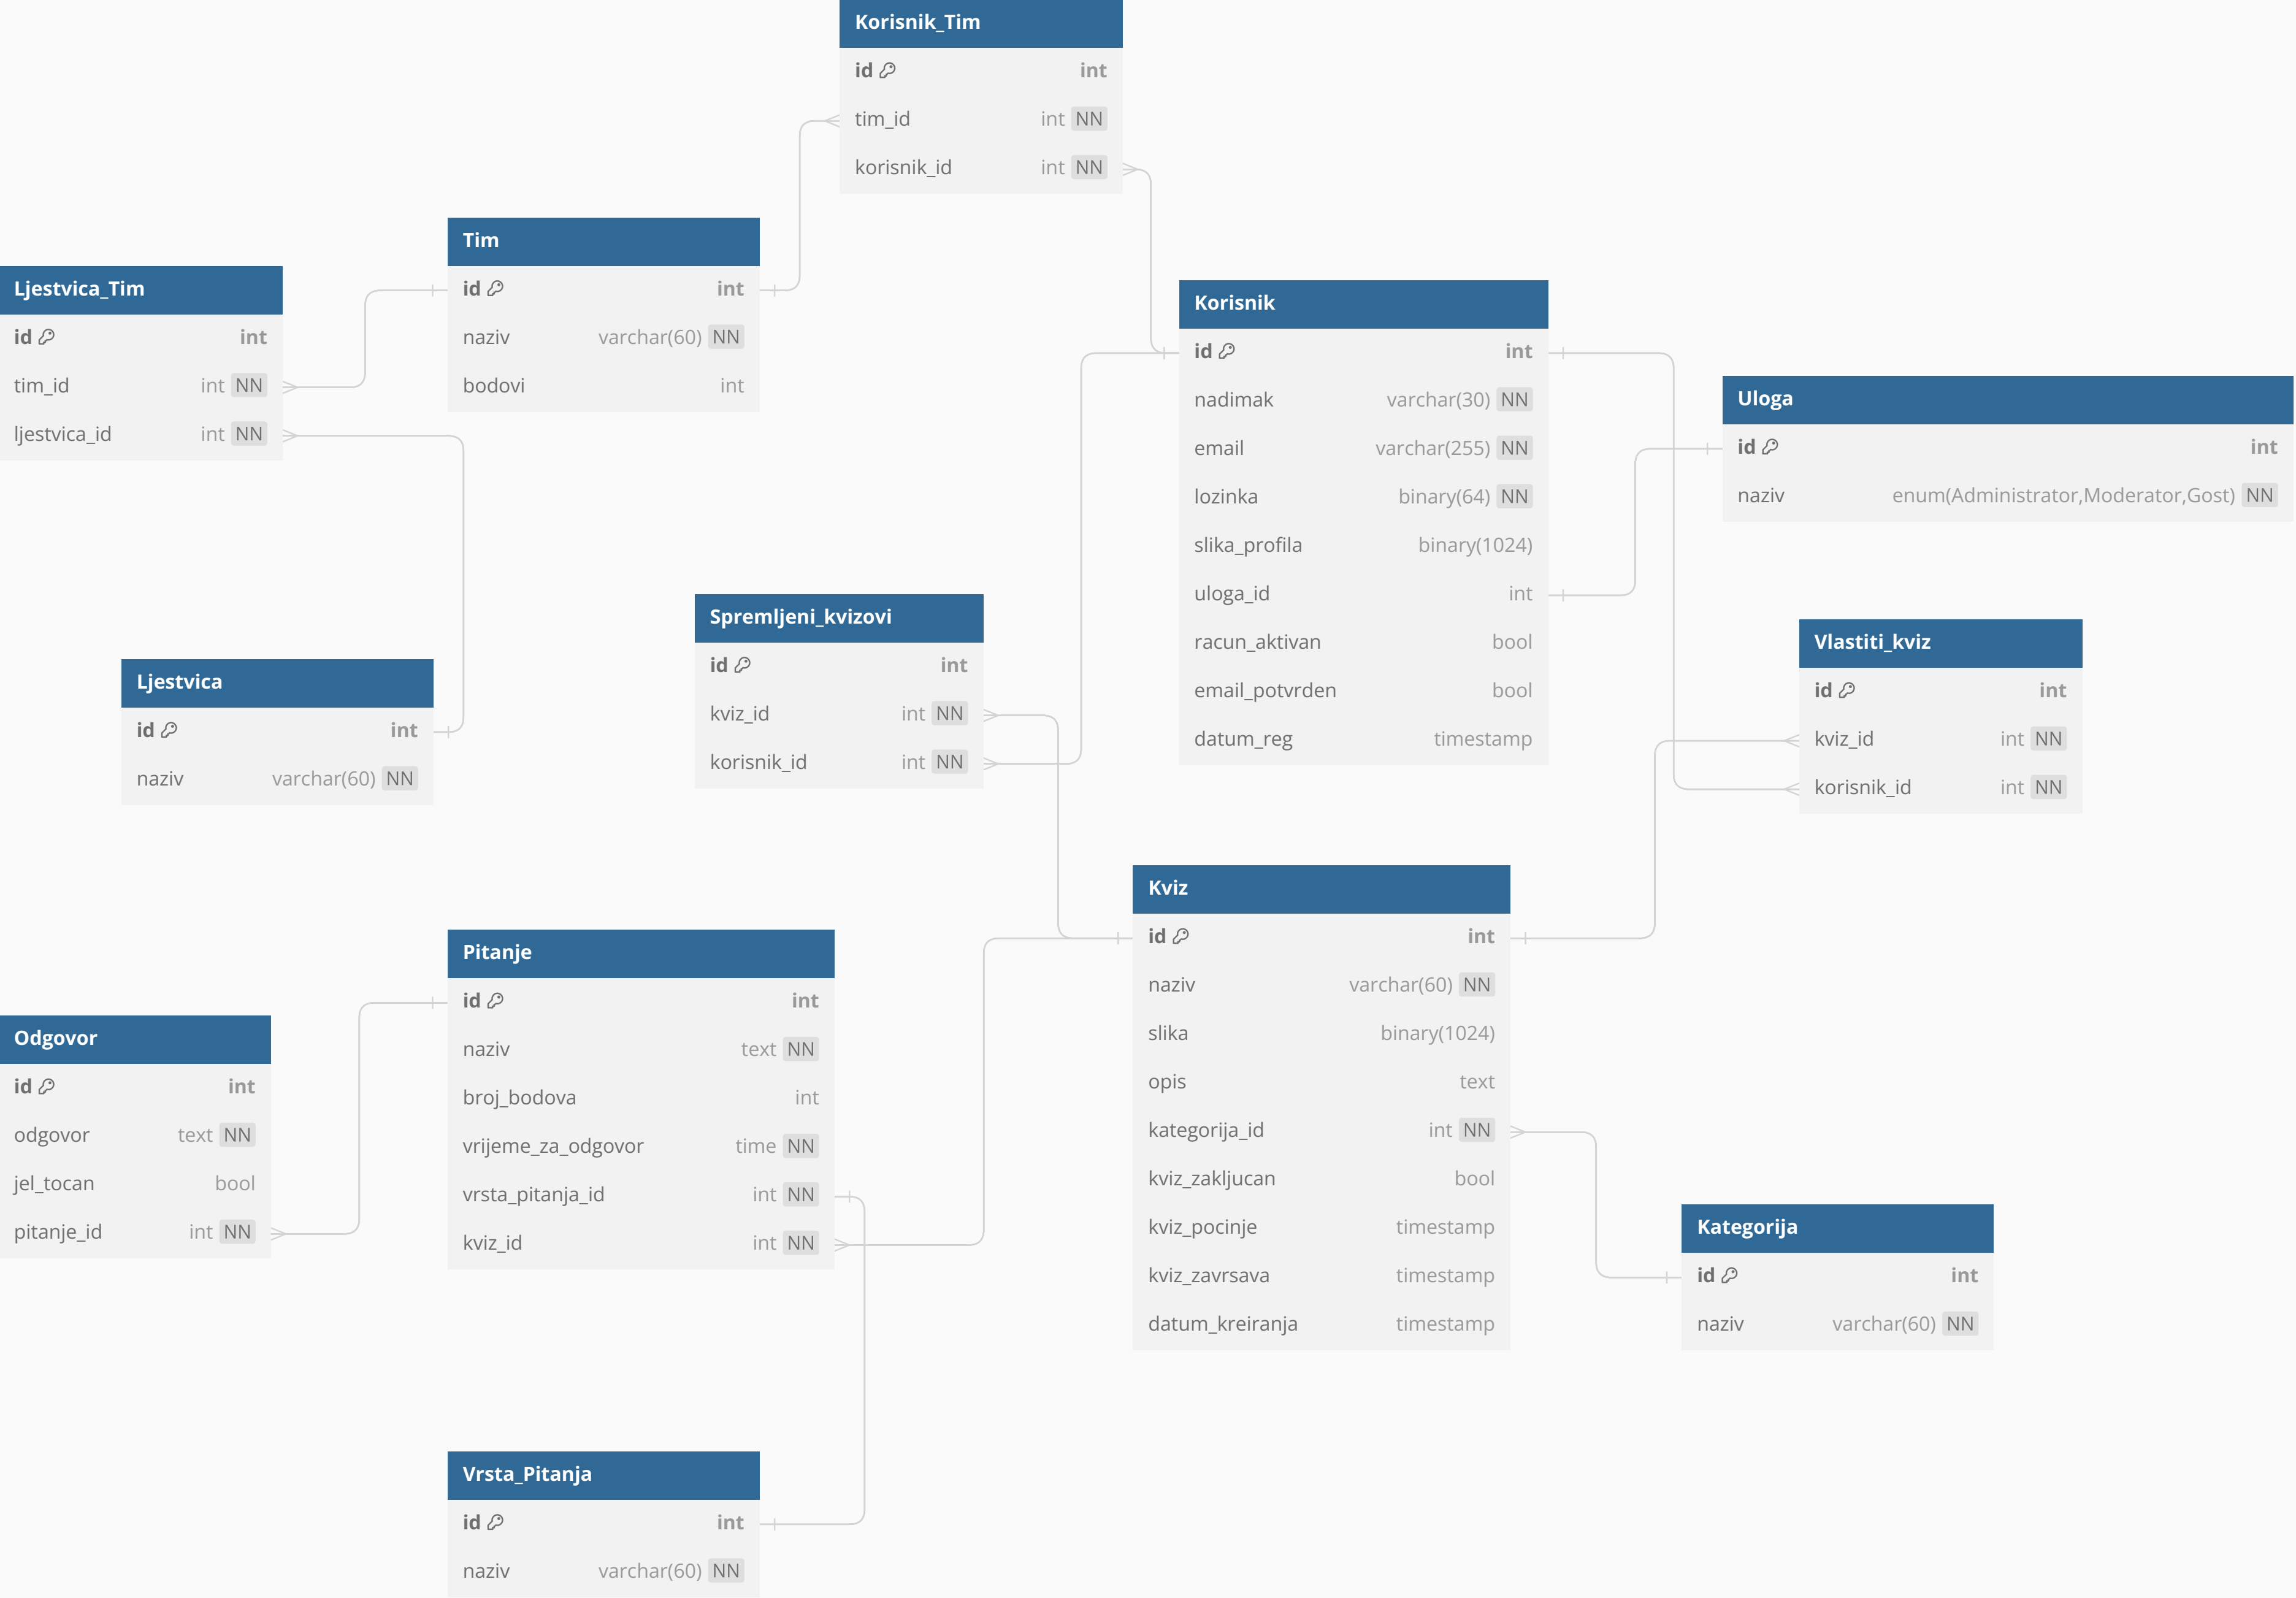 Korisnik_Tim
id int
tim_id int NN
korisnik_id int NN
Tim
id int
naziv varchar(60) NN
bodovi int
Ljestvica_Tim
id int
tim_id int NN
ljestvica_id int NN
Korisnik
id int
nadimak varchar(30) NN
email varchar(255) NN
lozinka binary(64) NN
slika_profila binary(1024)
uloga_id int
racun_aktivan bool
email_potvrden bool
datum_reg timestamp
Uloga
id int
naziv enum(Administrator,Moderator,Gost) NN
Spremljeni_kvizovi
id int
kviz_id int NN
korisnik_id int NN
Vlastiti_kviz
id int
kviz_id int NN
korisnik_id int NN
Ljestvica
id int
naziv varchar(60) NN
Kviz
id int
naziv varchar(60) NN
slika binary(1024)
opis text
kategorija_id int NN
kviz_zakljucan bool
kviz_pocinje timestamp
kviz_zavrsava timestamp
datum_kreiranja timestamp
Pitanje
id int
naziv text NN
broj_bodova int
vrijeme_za_odgovor time NN
vrsta_pitanja_id int NN
kviz_id int NN
Odgovor
id int
odgovor text NN
jel_tocan bool
pitanje_id int NN
Kategorija
id int
naziv varchar(60) NN
Vrsta_Pitanja
id int
naziv varchar(60) NN